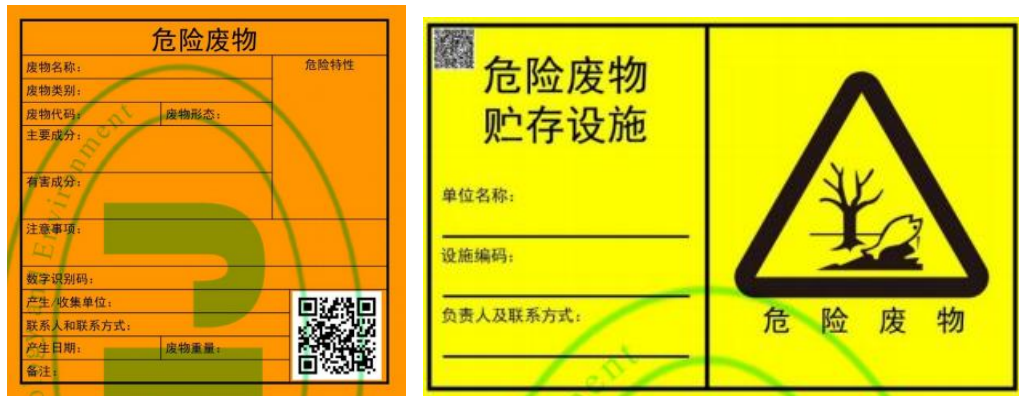 危险废物
废物名称：
危险特性
废物类别：
废物代码：
废物形态：
主要成分：
有害成分：
注意事项：
数字识别码：
产生/收集单位：
联系人和联系方式：
产生日期：
废物重量：
备注：
危险废物
贮存设施
单位名称：
设施编码：
负责人及联系方式：
危险废物